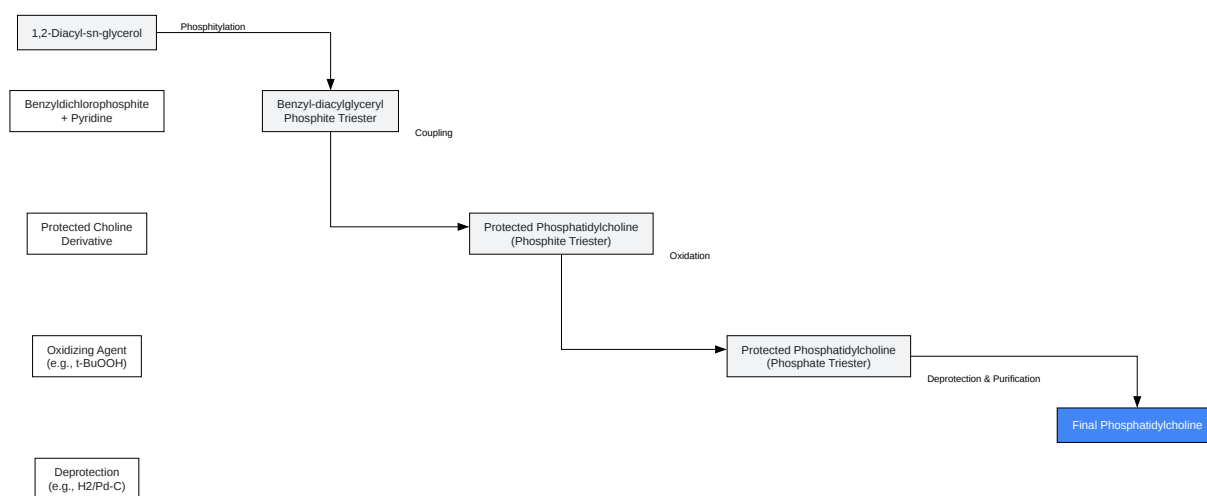 1,2-Diacyl-sn-glycerol
Phosphitylation
Benzyldichlorophosphite
+ Pyridine
Benzyl-diacylglyceryl
Phosphite Triester
Coupling
Protected Choline
Derivative
Protected Phosphatidylcholine
(Phosphite Triester)
Oxidation
Oxidizing Agent
(e.g., t-BuOOH)
Protected Phosphatidylcholine
(Phosphate Triester)
Deprotection & Purification
Final Phosphatidylcholine
Deprotection
(e.g., H2/Pd-C)